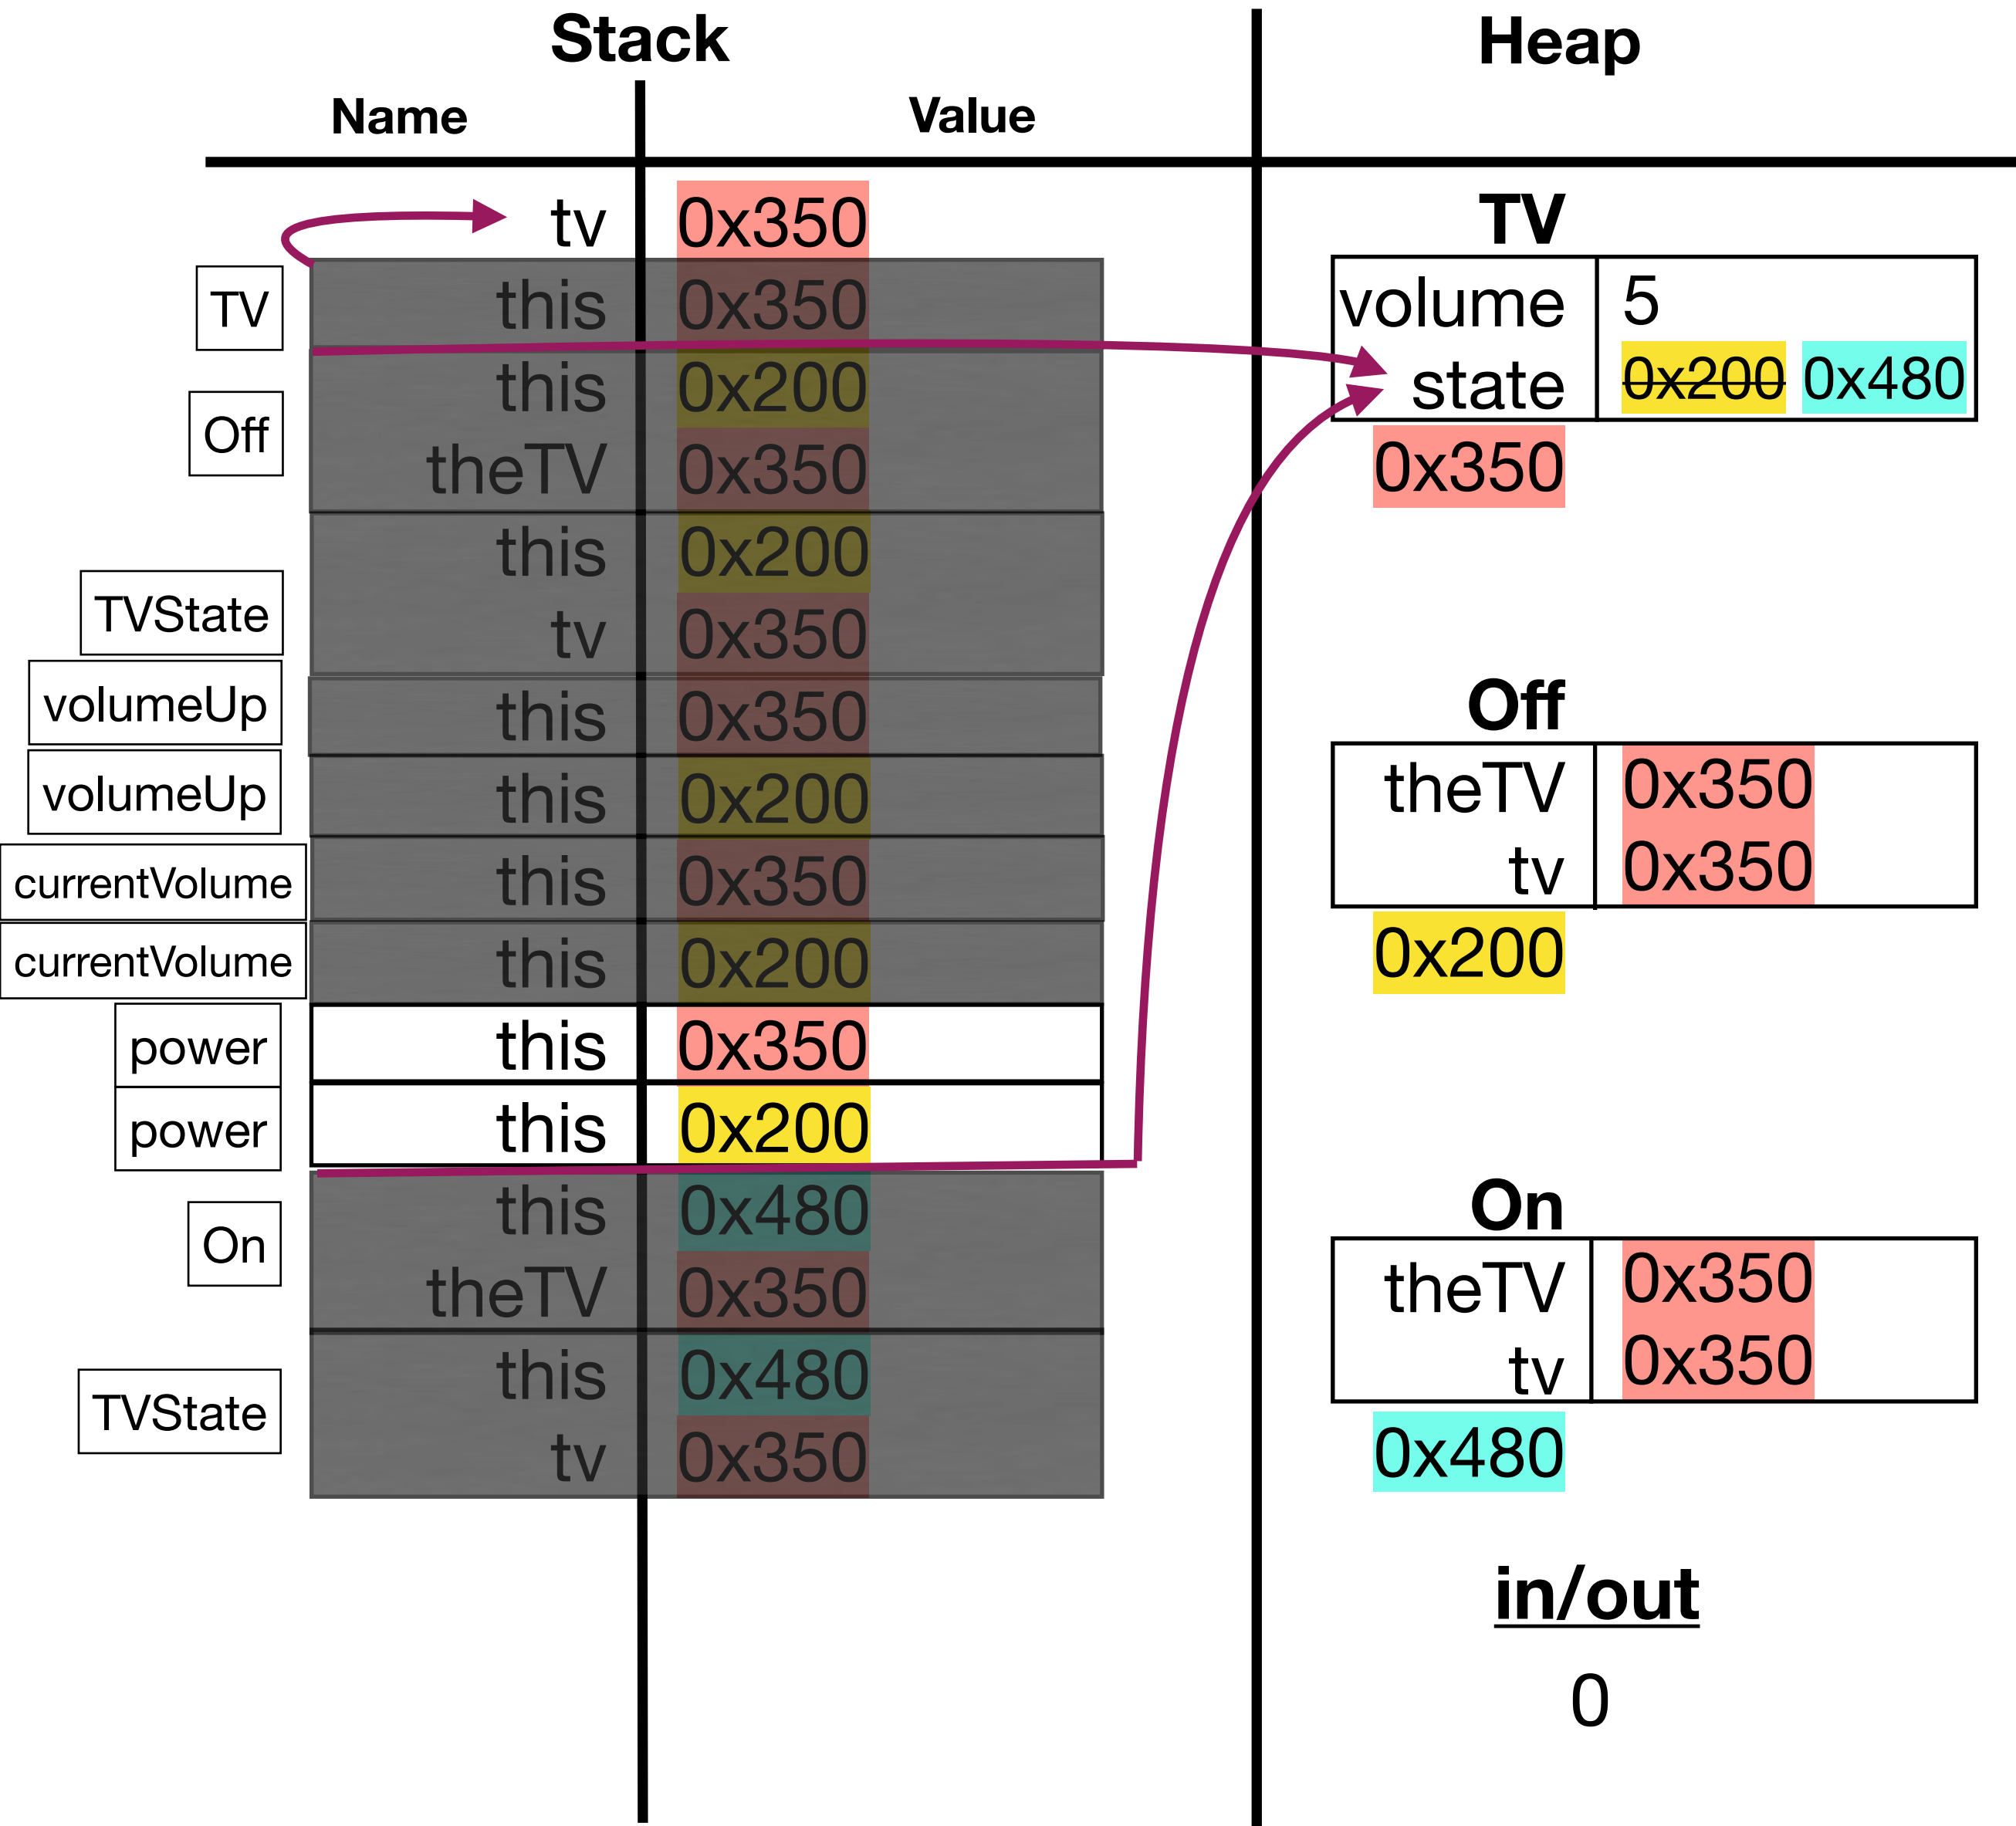 Stack
Heap
Name
Value
tv 0x350
TV this 0x350
Off this 0x200
theTV 0x350
this 0x200
TVState tv 0x350
volumeUp this 0x350
volumeUp this 0x200
currentVolume this 0x350
currentVolume this 0x200
power this 0x350
power this 0x200
On this 0x480
theTV 0x350
TVState this 0x480
tv 0x350
TV
volume 5
state 0x200 0x480
0x350
Off
theTV 0x350
tv 0x350
0x200
On
theTV 0x350
tv 0x350
0x480
in/out
0